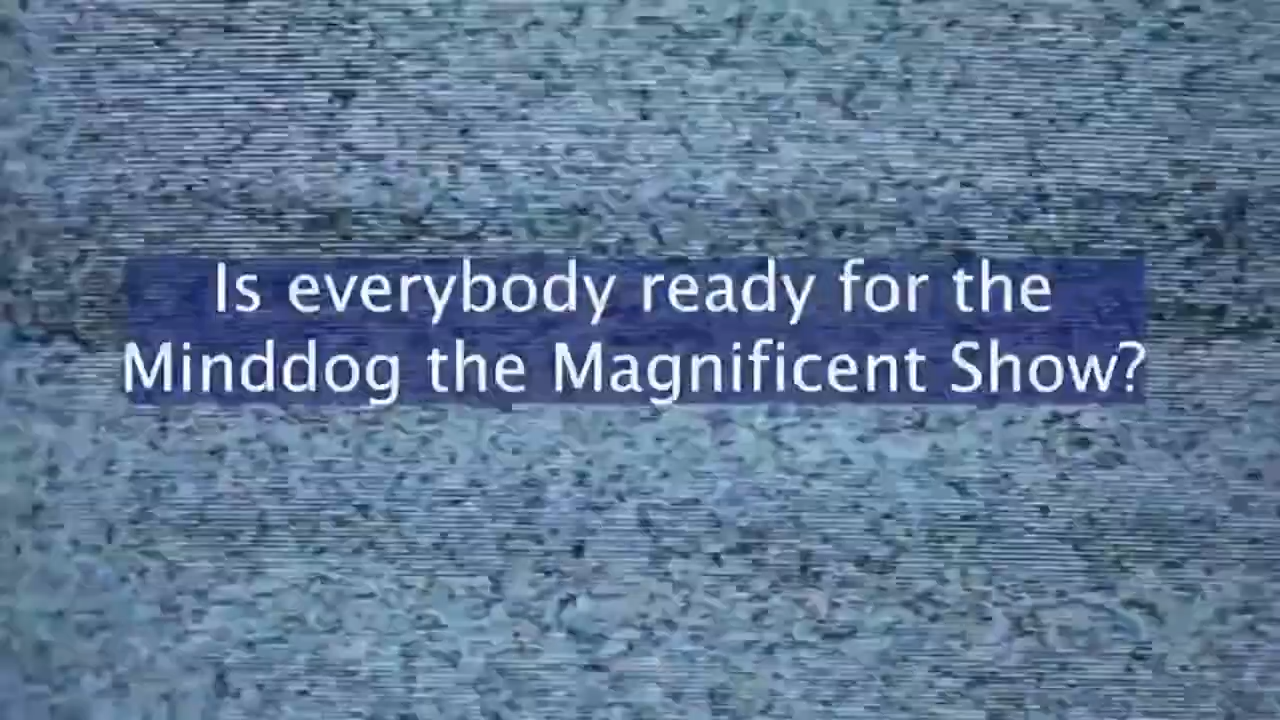 Is everybody ready for the
Minddog the Magnificent Show?